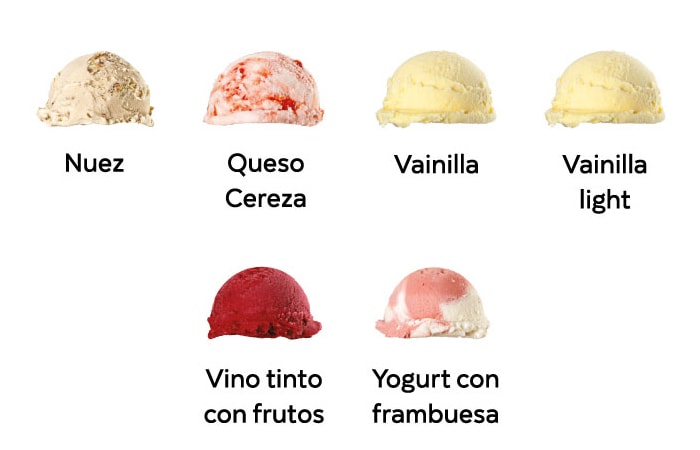 Nuez
Queso
Cereza
Vainilla
Vainilla
light
Vino tinto
con frutos
Yogurt con
frambuesa